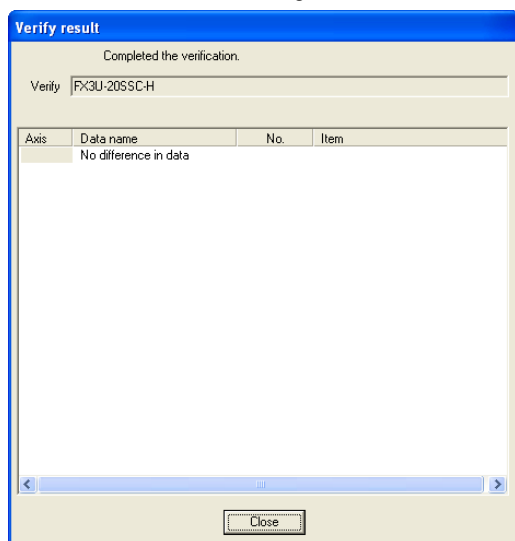 Verify result
Completed the verification.
Verify FX3U-20SSC-H
Axis Data name No. Item
No difference in data
Close